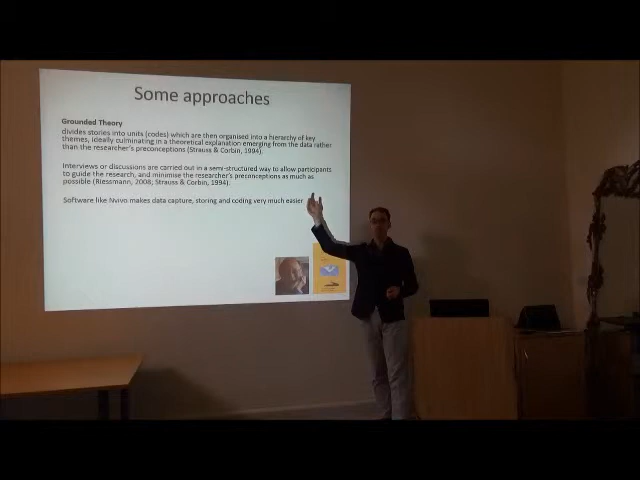 Some approaches
Grounded Theory
divides stories into units (codes) which are then organised into a hierarchy of key
themes, ideally culminating in a theoretical explanation emerging from the data rather
than the researcher's preconceptions (Strauss & Corbin, 1994).
Interviews or discussions are carried out in a semi-structured way to allow participants
to guide the research, and minimise the researcher's preconceptions as much as
possible (Riessmann, 2008; Strauss & Corbin, 1994).
Software like Nvivo makes data capture, storing and coding very much easier